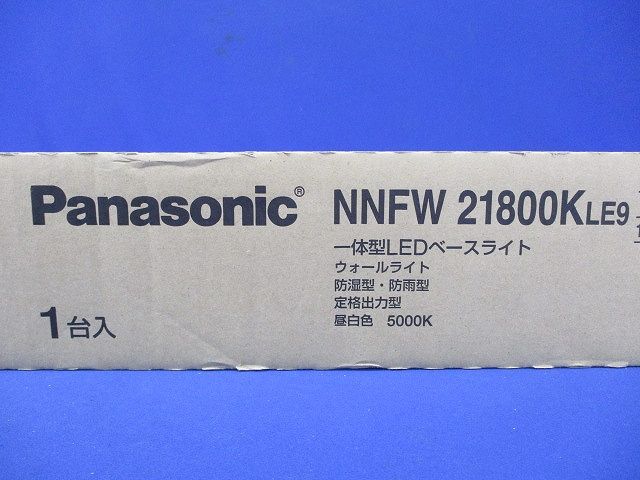 Panasonic® NNFW 21800KLE9
一体型LEDベースライト
ウォールライト
防湿型・防雨型
定格出力型
昼白色 5000K
1台入